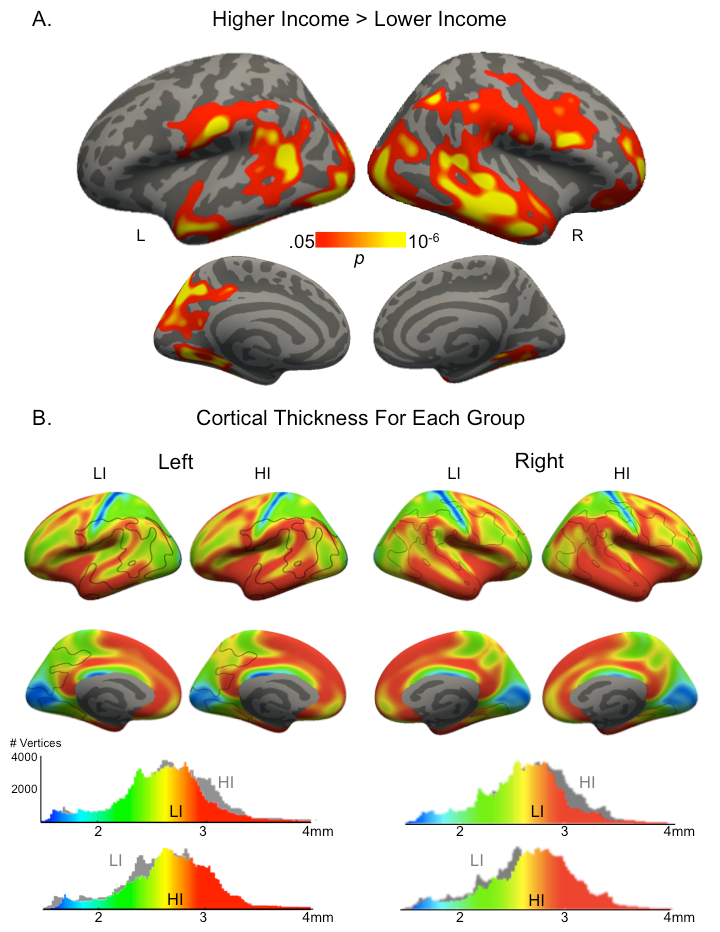 A.
Higher Income > Lower Income
L
.05
10-6
R
p
B.
Cortical Thickness For Each Group
Left
Right
LI
HI
LI
HI
# Vertices
4000
2000
HI
LI
2
3
4mm
HI
LI
2
3
4mm
LI
HI
2
3
4mm
LI
HI
2
3
4mm